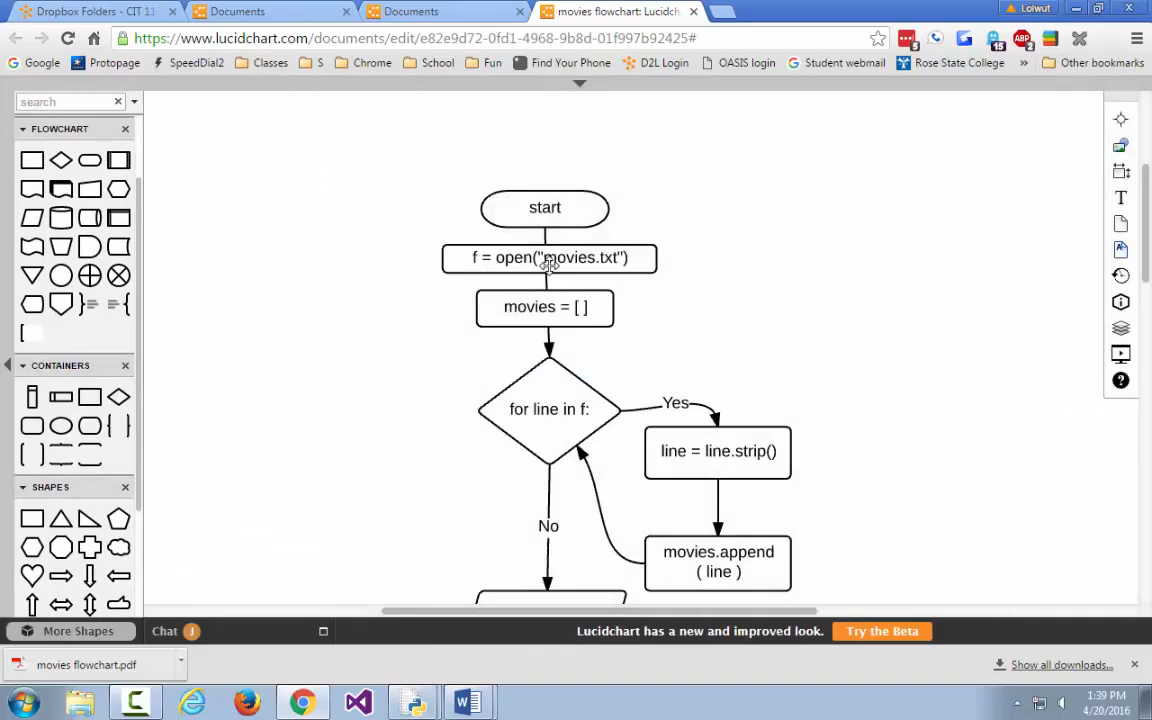 Dropbox Folders - CIT 11
Documents
Documents
movies flowchart: Lucidch
Lolwut
https://www.lucidchart.com/documents/edit/e82e9d72-0fd1-4968-9b8d-01f997b92425#
5
15
ABP
2
Google
Protopage
SpeedDial2
Classes
S
Chrome
School
Fun
Find Your Phone
D2L Login
OASIS login
Student webmail
Rose State College
»
Other bookmarks
search
FLOWCHART
CONTAINERS
SHAPES
T
start
f = open("movies.txt")
movies = [ ]
for line in f:
Yes
line = line.strip()
No
movies.append
( line )
More Shapes
Chat
J
Lucidchart has a new and improved look.
Try the Beta
movies flowchart.pdf
Show all downloads...
1:39 PM
4/20/2016